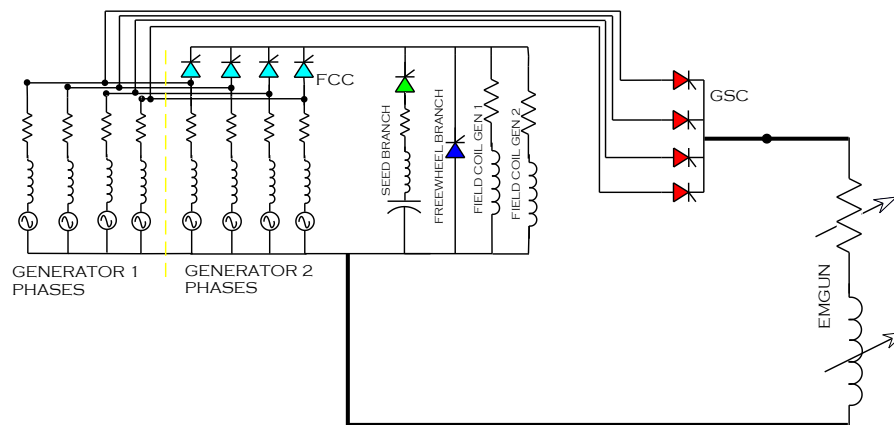 FCC
GSC
SEED BRANCH
FREEWHEEL BRANCH
FIELD COIL GEN 1
FIELD COIL GEN 2
GENERATOR 1
PHASES
GENERATOR 2
PHASES
EMGUN